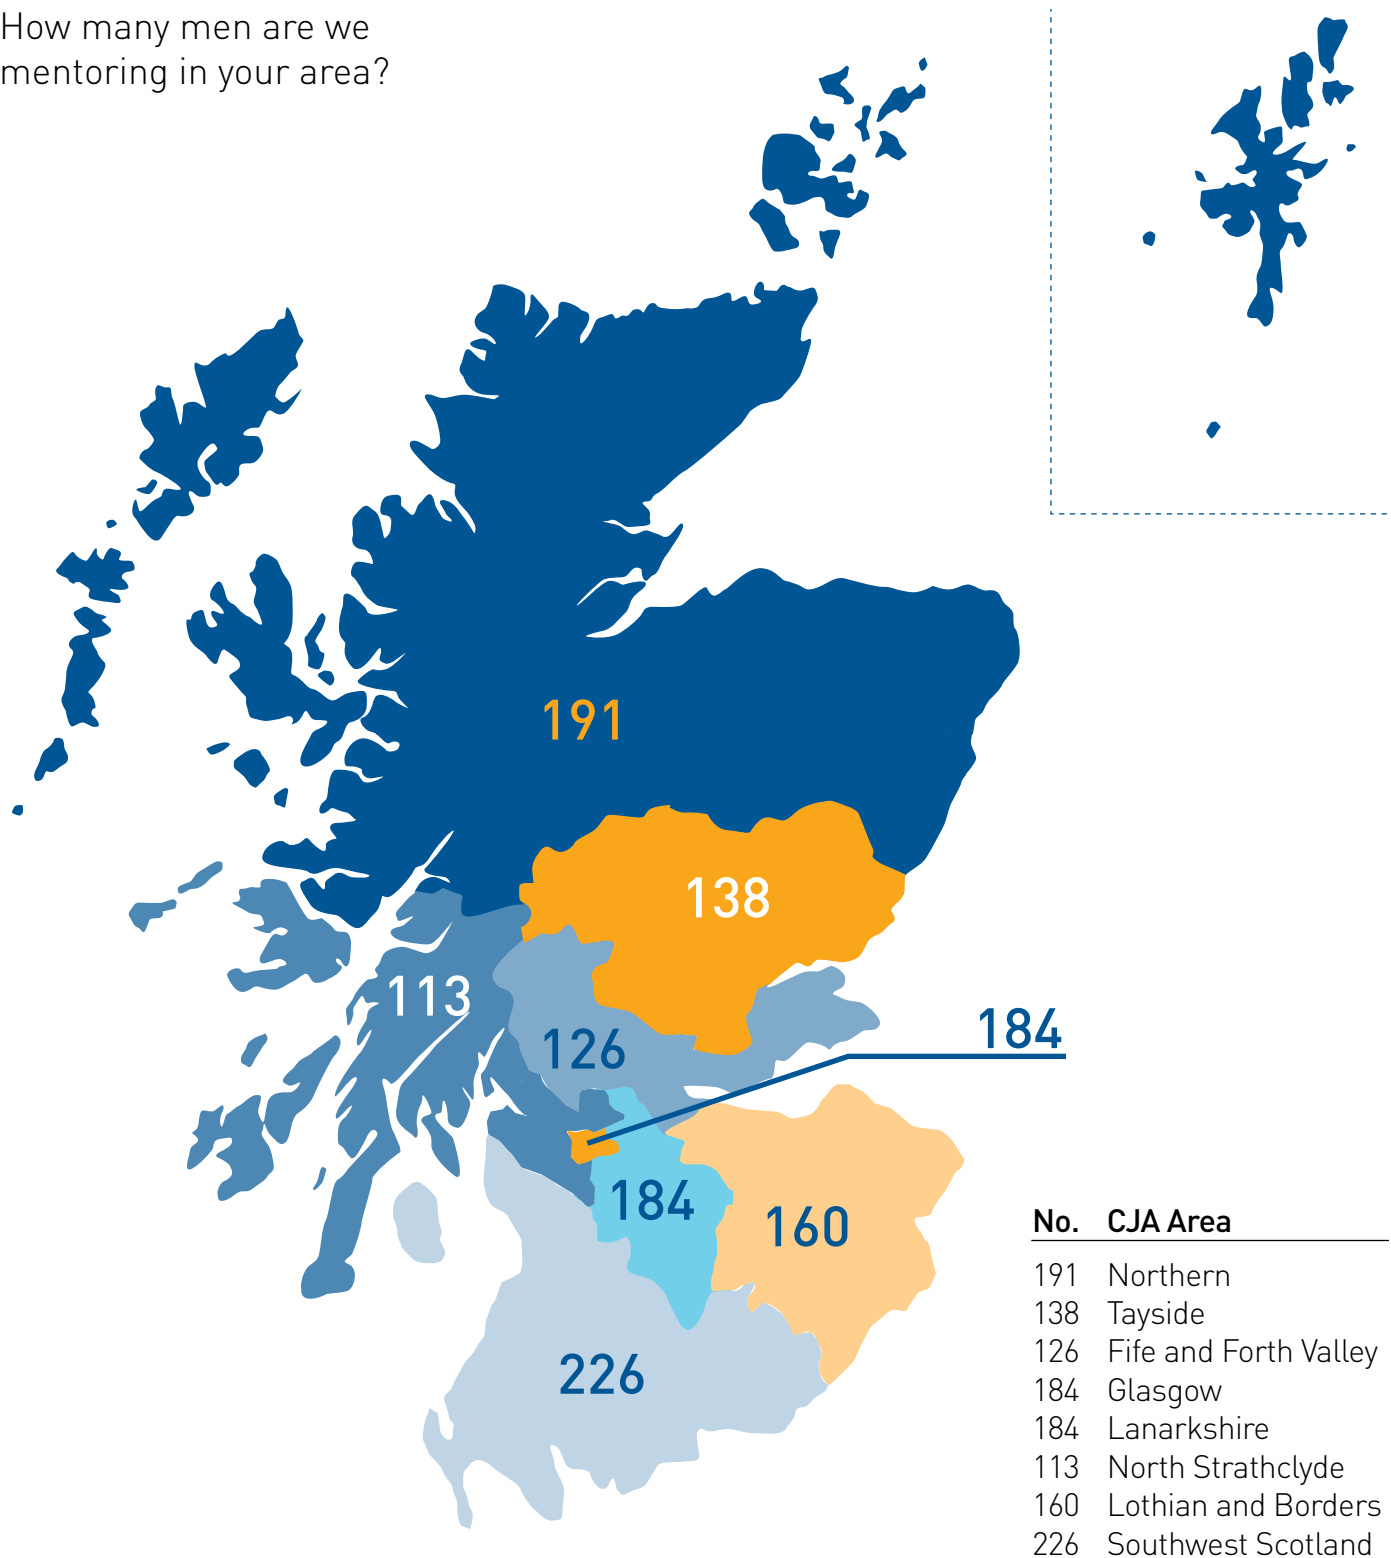 How many men are we
mentoring in your area?
191
138
113
184
126
184
160
226
No. CJA Area
191 Northern
138 Tayside
126 Fife and Forth Valley
184 Glasgow
184 Lanarkshire
113 North Strathclyde
160 Lothian and Borders
226 Southwest Scotland